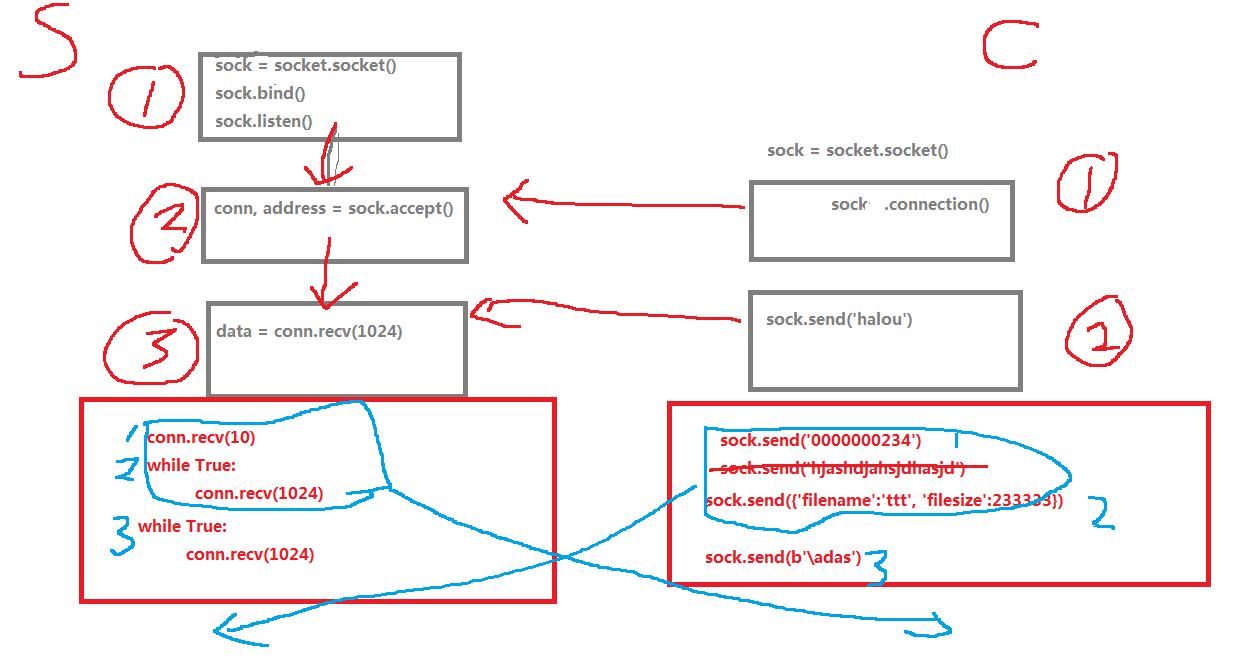 S
C
①
sock = socket.socket()
sock.bind()
sock.listen()
sock = socket.socket()
②
conn, address = sock.accept()
sock .connection()
①
③
data = conn.recv(1024)
sock.send('halou')
2
1 conn.recv(10)
2 while True:
conn.recv(1024)
3 while True:
conn.recv(1024)
sock.send('0000000234') 1
sock.send('hjashdjahsjdhasjd')
sock.send({'filename':'ttt', 'filesize':233333}) 2
sock.send(b'\adas') 3